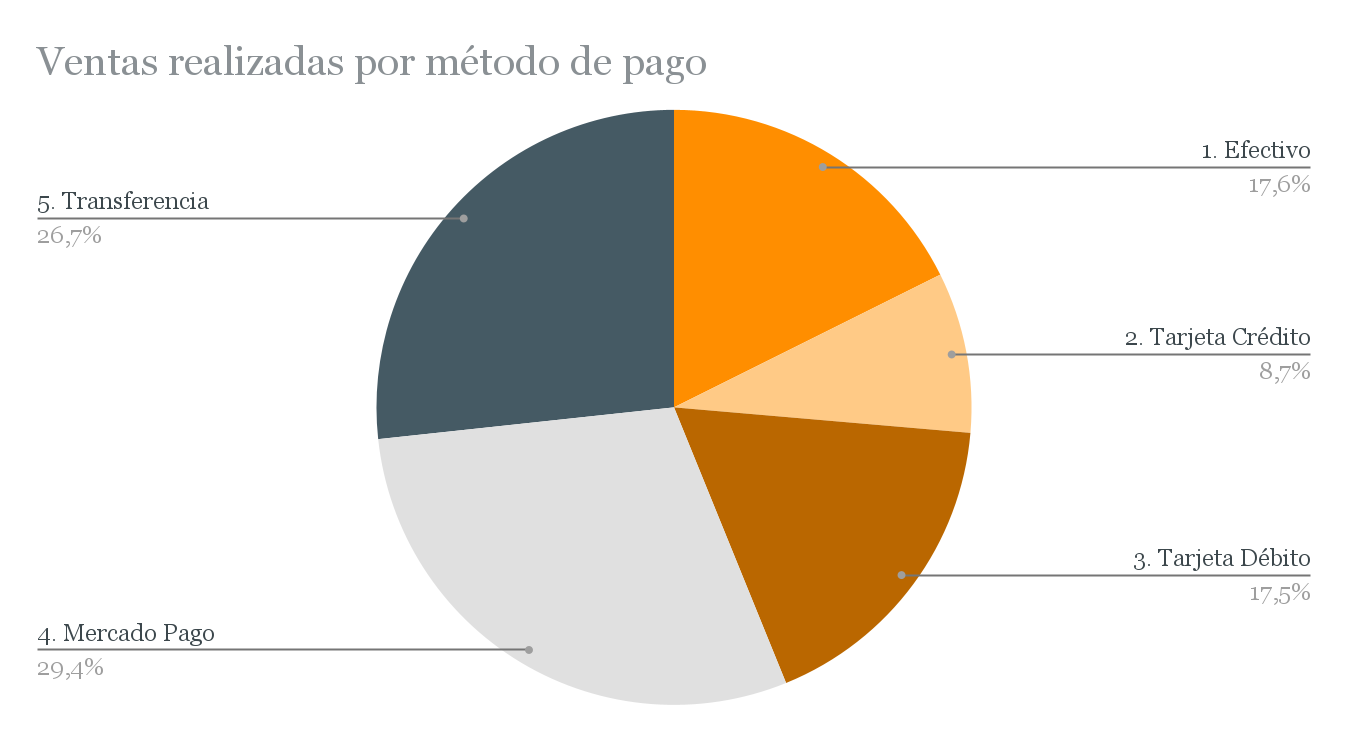 Ventas realizadas por método de pago
1. Efectivo
17,6%
5. Transferencia
26,7%
2. Tarjeta Crédito
8,7%
3. Tarjeta Débito
17,5%
4. Mercado Pago
29,4%